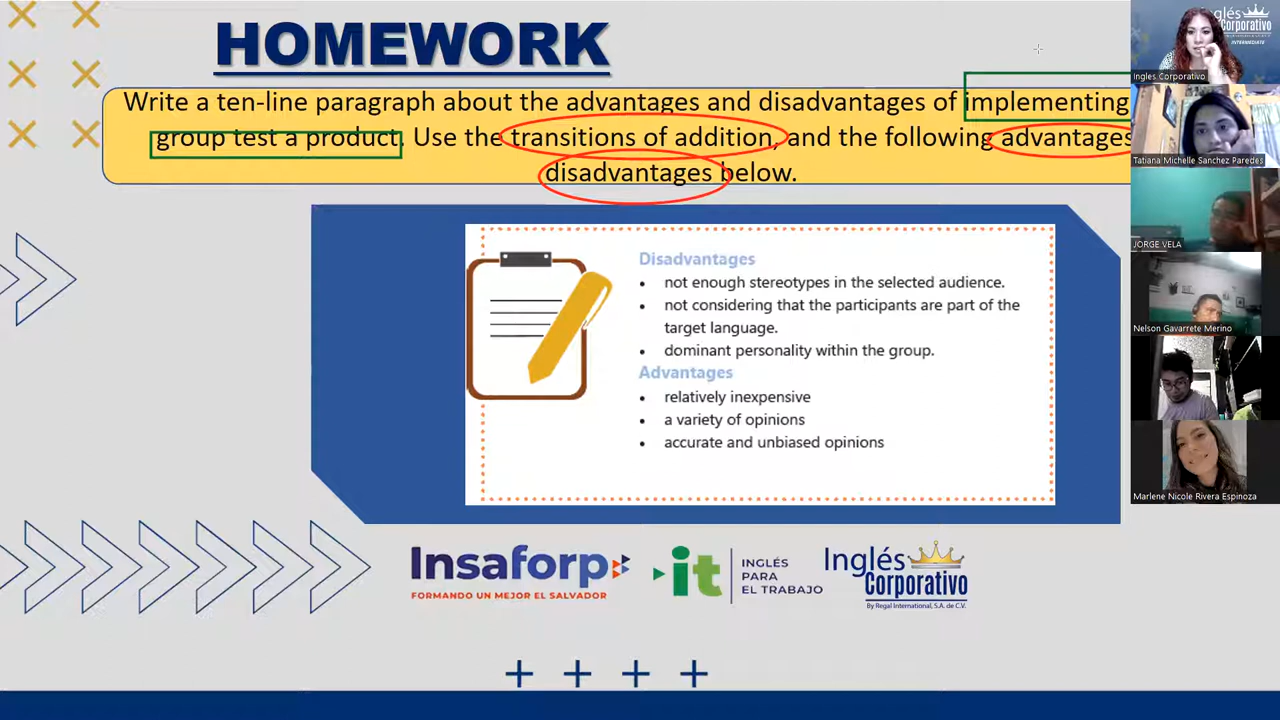 HOMEWORK
Write a ten-line paragraph about the advantages and disadvantages of implementing
group test a product. Use the transitions of addition, and the following advantages
disadvantages below.
Disadvantages
• not enough stereotypes in the selected audience.
• not considering that the participants are part of the
target language.
• dominant personality within the group.
Advantages
• relatively inexpensive
• a variety of opinions
• accurate and unbiased opinions
Insaforp
FORMANDO UN MEJOR EL SALVADOR
it
INGLÉS
PARA
EL TRABAJO
Inglés
Corporativo
By Regal International, S.A. de C.V.
glés
Corporativo
INTERMEDIATE
Ingles Corporativo
Tatiana Michelle Sanchez Paredes
JORGE VELA
Nelson Gavarrete Merino
Marlene Nicole Rivera Espinoza